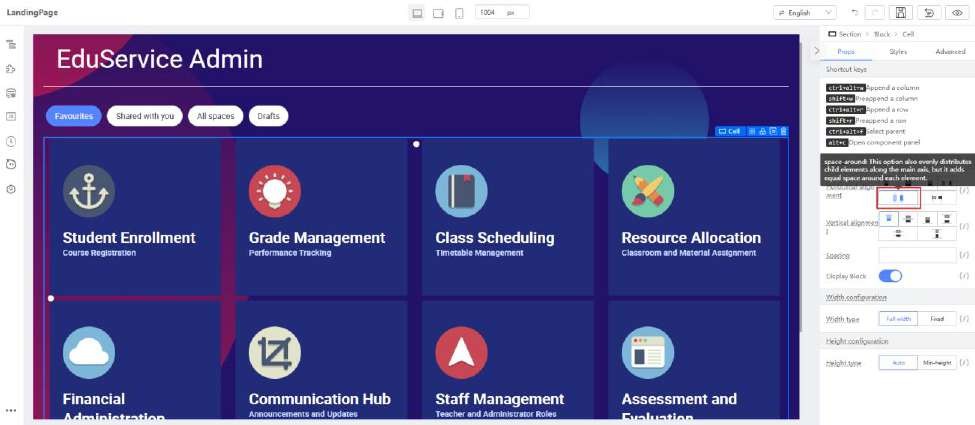 LandingPage
1004 px
English
EduService Admin
Favourites
Shared with you
All spaces
Drafts
Cell
Student Enrollment
Course Registration
Grade Management
Performance Tracking
Class Scheduling
Timetable Management
Resource Allocation
Classroom and Material Assignment
Financial
Administration
Communication Hub
Announcements and Updates
Staff Management
Teacher and Administrator Roles
Assessment and
Evaluation
Section > Block > Cell
Props
Styles
Advanced
Shortcut keys
ctrl+alt+w Append a column
shift+w Preappend a column
ctrl+alt+r Append a row
shift+r Preappend a row
ctrl+alt+f Select parent
alt+c Open component panel
space-around: This option also evenly distributes
child elements along the main axis, but it adds
equal space around each element.
Horizontal align
ment
Vertical alignmen
t
Loading
Display Block
Width configuration
Width type
Full width
Fixed
Height configuration
Height type
Auto
Min-height